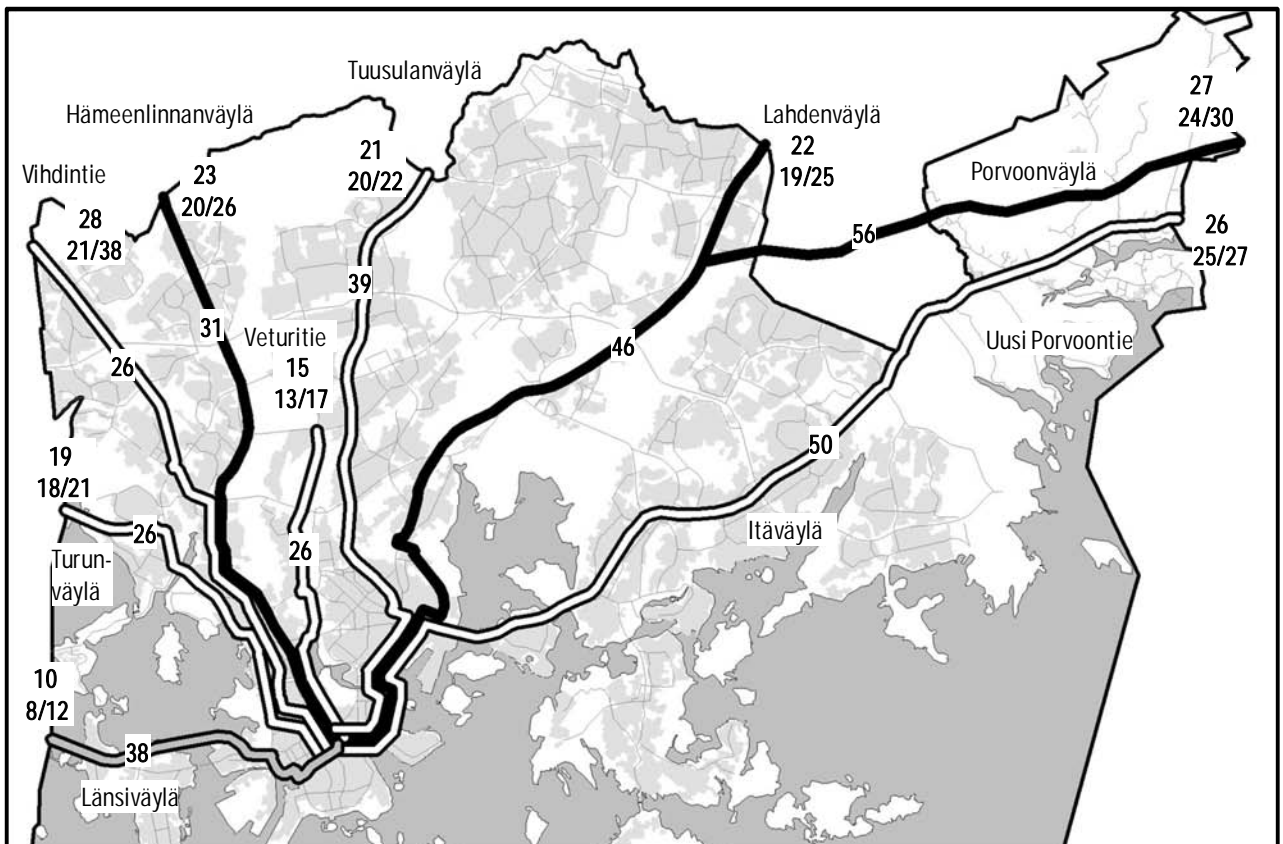 Tuusulanväylä
Hämeenlinnanväylä
Lahdenväylä
Vihdintie
Porvoonväylä
27
24/30
21
20/22
22
19/25
23
20/26
28
21/38
26
25/27
56
39
31
26
46
Veturitie
15
13/17
Uusi Porvoontie
50
19
18/21
26
26
Itäväylä
Turun-
väylä
10
8/12
38
Länsiväylä